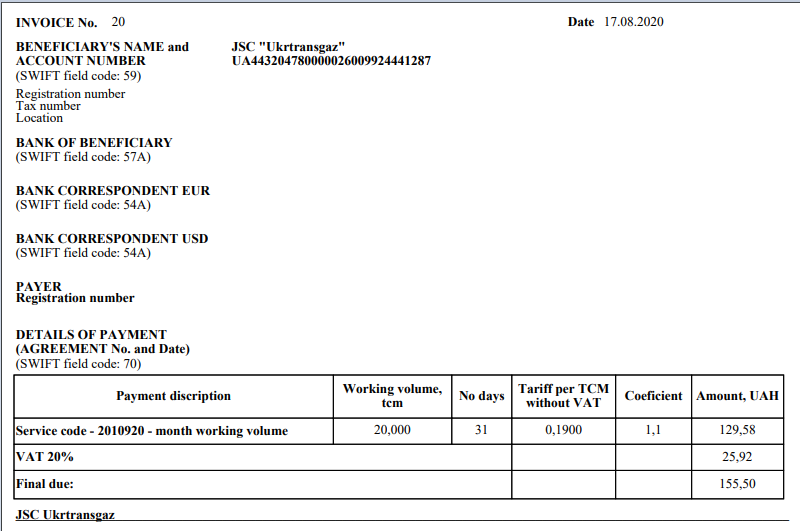 INVOICE No. 20 Date 17.08.2020
BENEFICIARY'S NAME and JSC "Ukrtransgaz"
ACCOUNT NUMBER UA443204780000026009924441287
(SWIFT field code: 59)
Registration number
Tax number
Location
BANK OF BENEFICIARY
(SWIFT field code: 57A)
BANK CORRESPONDENT EUR
(SWIFT field code: 54A)
BANK CORRESPONDENT USD
(SWIFT field code: 54A)
PAYER
Registration number
DETAILS OF PAYMENT
(AGREEMENT No. and Date)
(SWIFT field code: 70)
Payment discription Working volume, tcm No days Tariff per TCM without VAT Coeficient Amount, UAH
Service code - 2010920 - month working volume 20,000 31 0,1900 1,1 129,58
VAT 20% 25,92
Final due: 155,50
JSC Ukrtransgaz